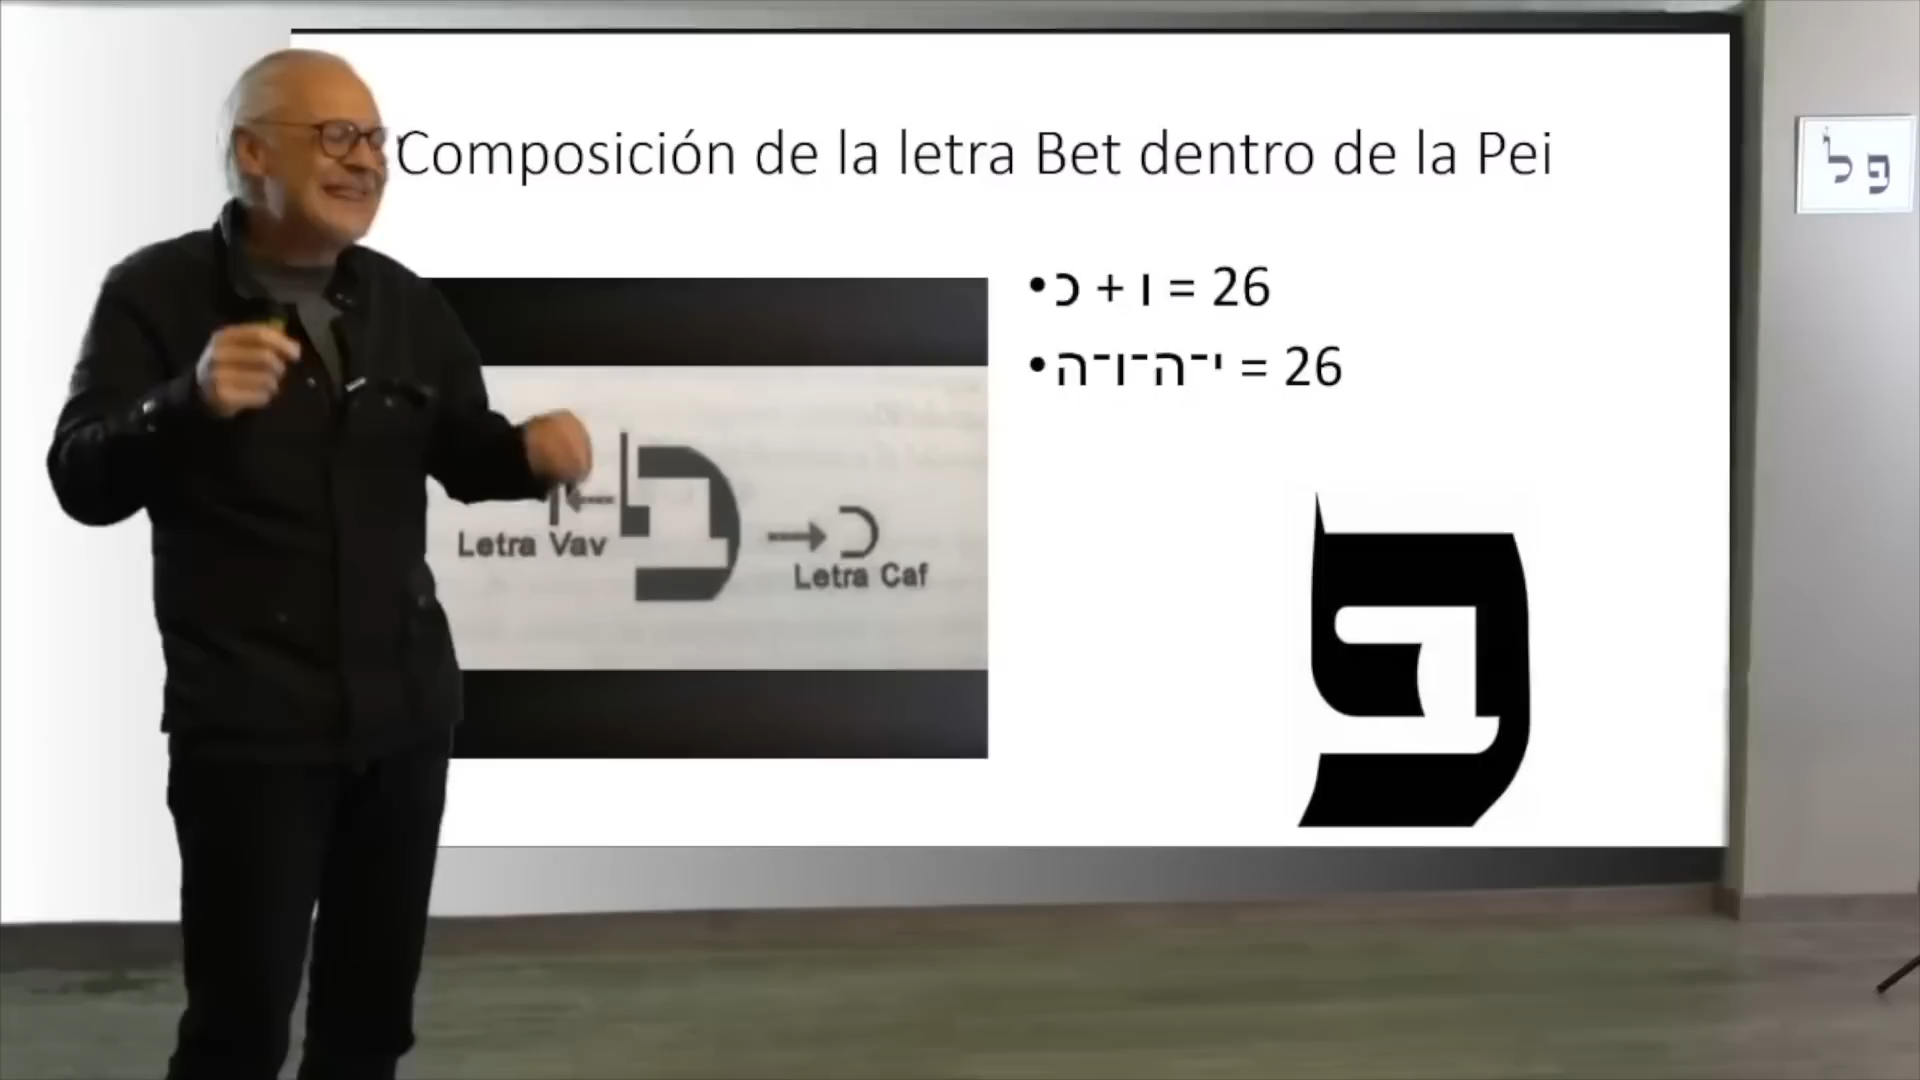 Composición de la letra Bet dentro de la Pei
•כ + ו = 26
•י־ה־ו־ה = 26
Letra Vav
Letra Caf
כ
פ
פ
פ ל